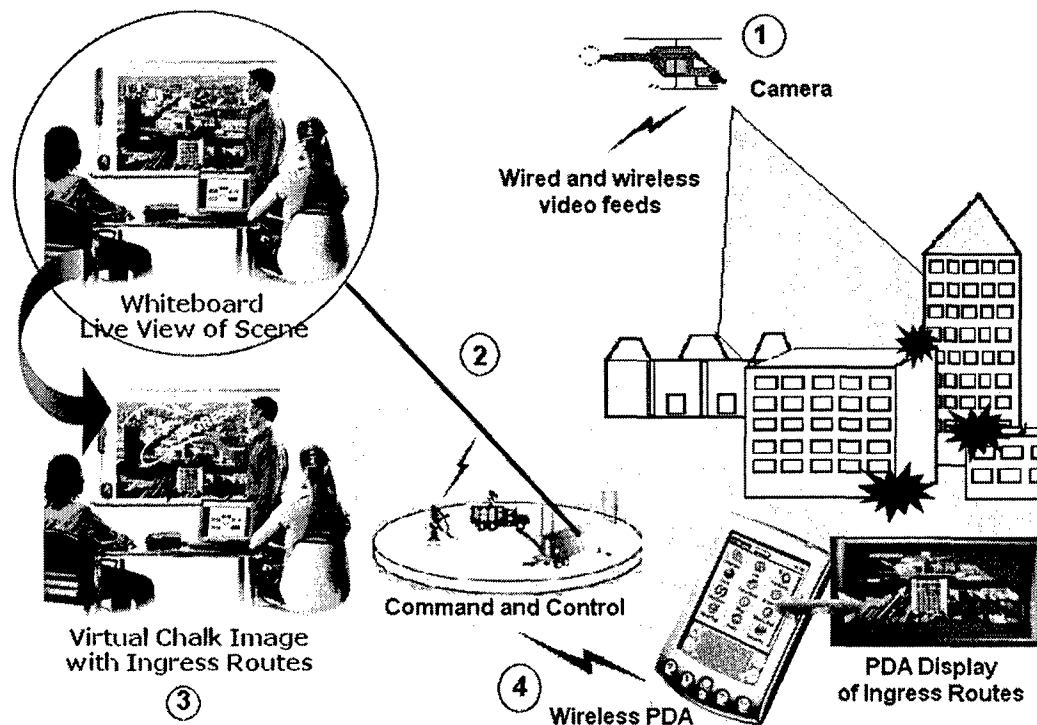 1
Camera
Wired and wireless
video feeds
Whiteboard
Live View of Scene
2
Command and Control
Virtual Chalk Image
with Ingress Routes
3
4
Wireless PDA
PDA Display
of Ingress Routes